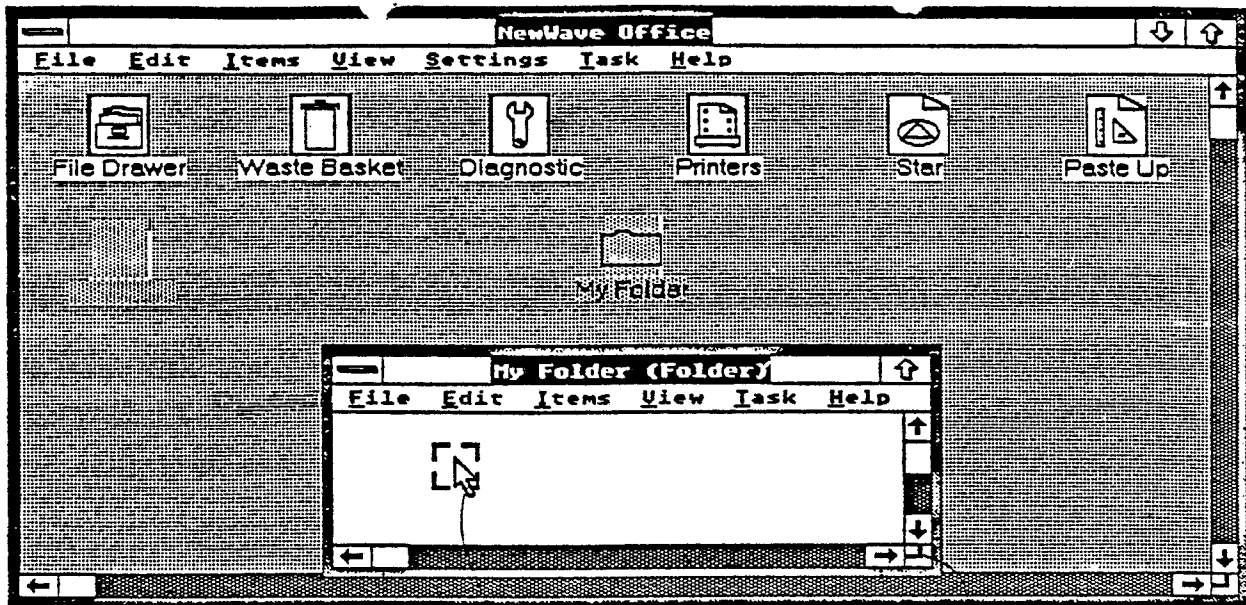 NewWave Office
File Edit Items View Settings Task Help
File Drawer Waste Basket Diagnostic Printers Star Paste Up
My Folder
My Folder (Folder)
File Edit Items View Task Help